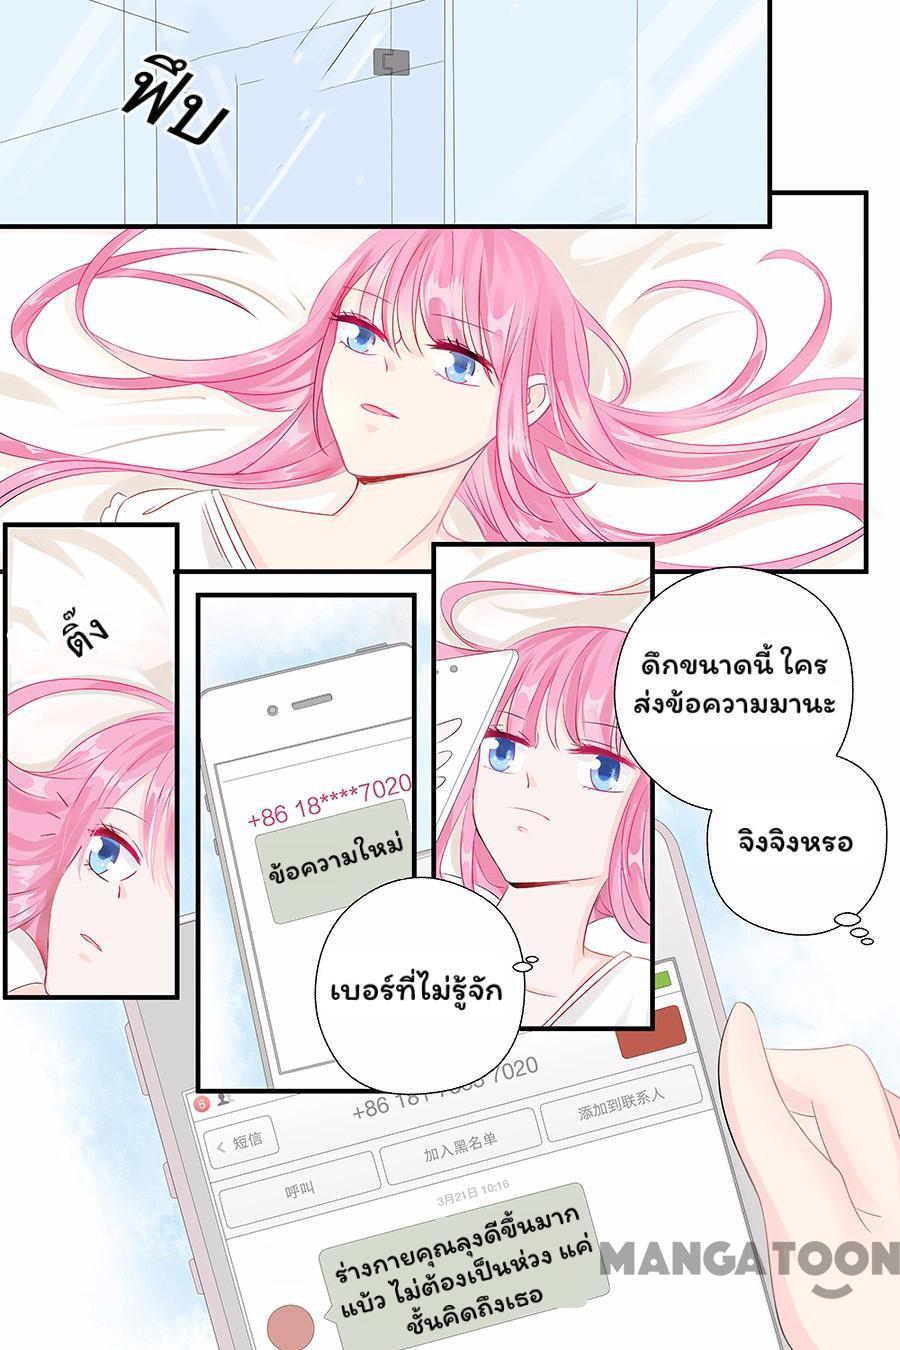 ฟึบ
ติ๊ง
+86 18****7020
ข้อความใหม่
เบอร์ที่ไม่รู้จัก
ดึกขนาดนี้ ใคร
ส่งข้อความมานะ
จิงจิงหรอ
7020
+86 181
6
短信
呼叫
加入黑名单
添加到联系人
3月21日 10:16
ร่างกายคุณลุงดีขึ้นมาก
แบ้ว ไม่ต้องเป็นห่วง แค่
ชั้นคิดถึงเธอ
MANGATOON